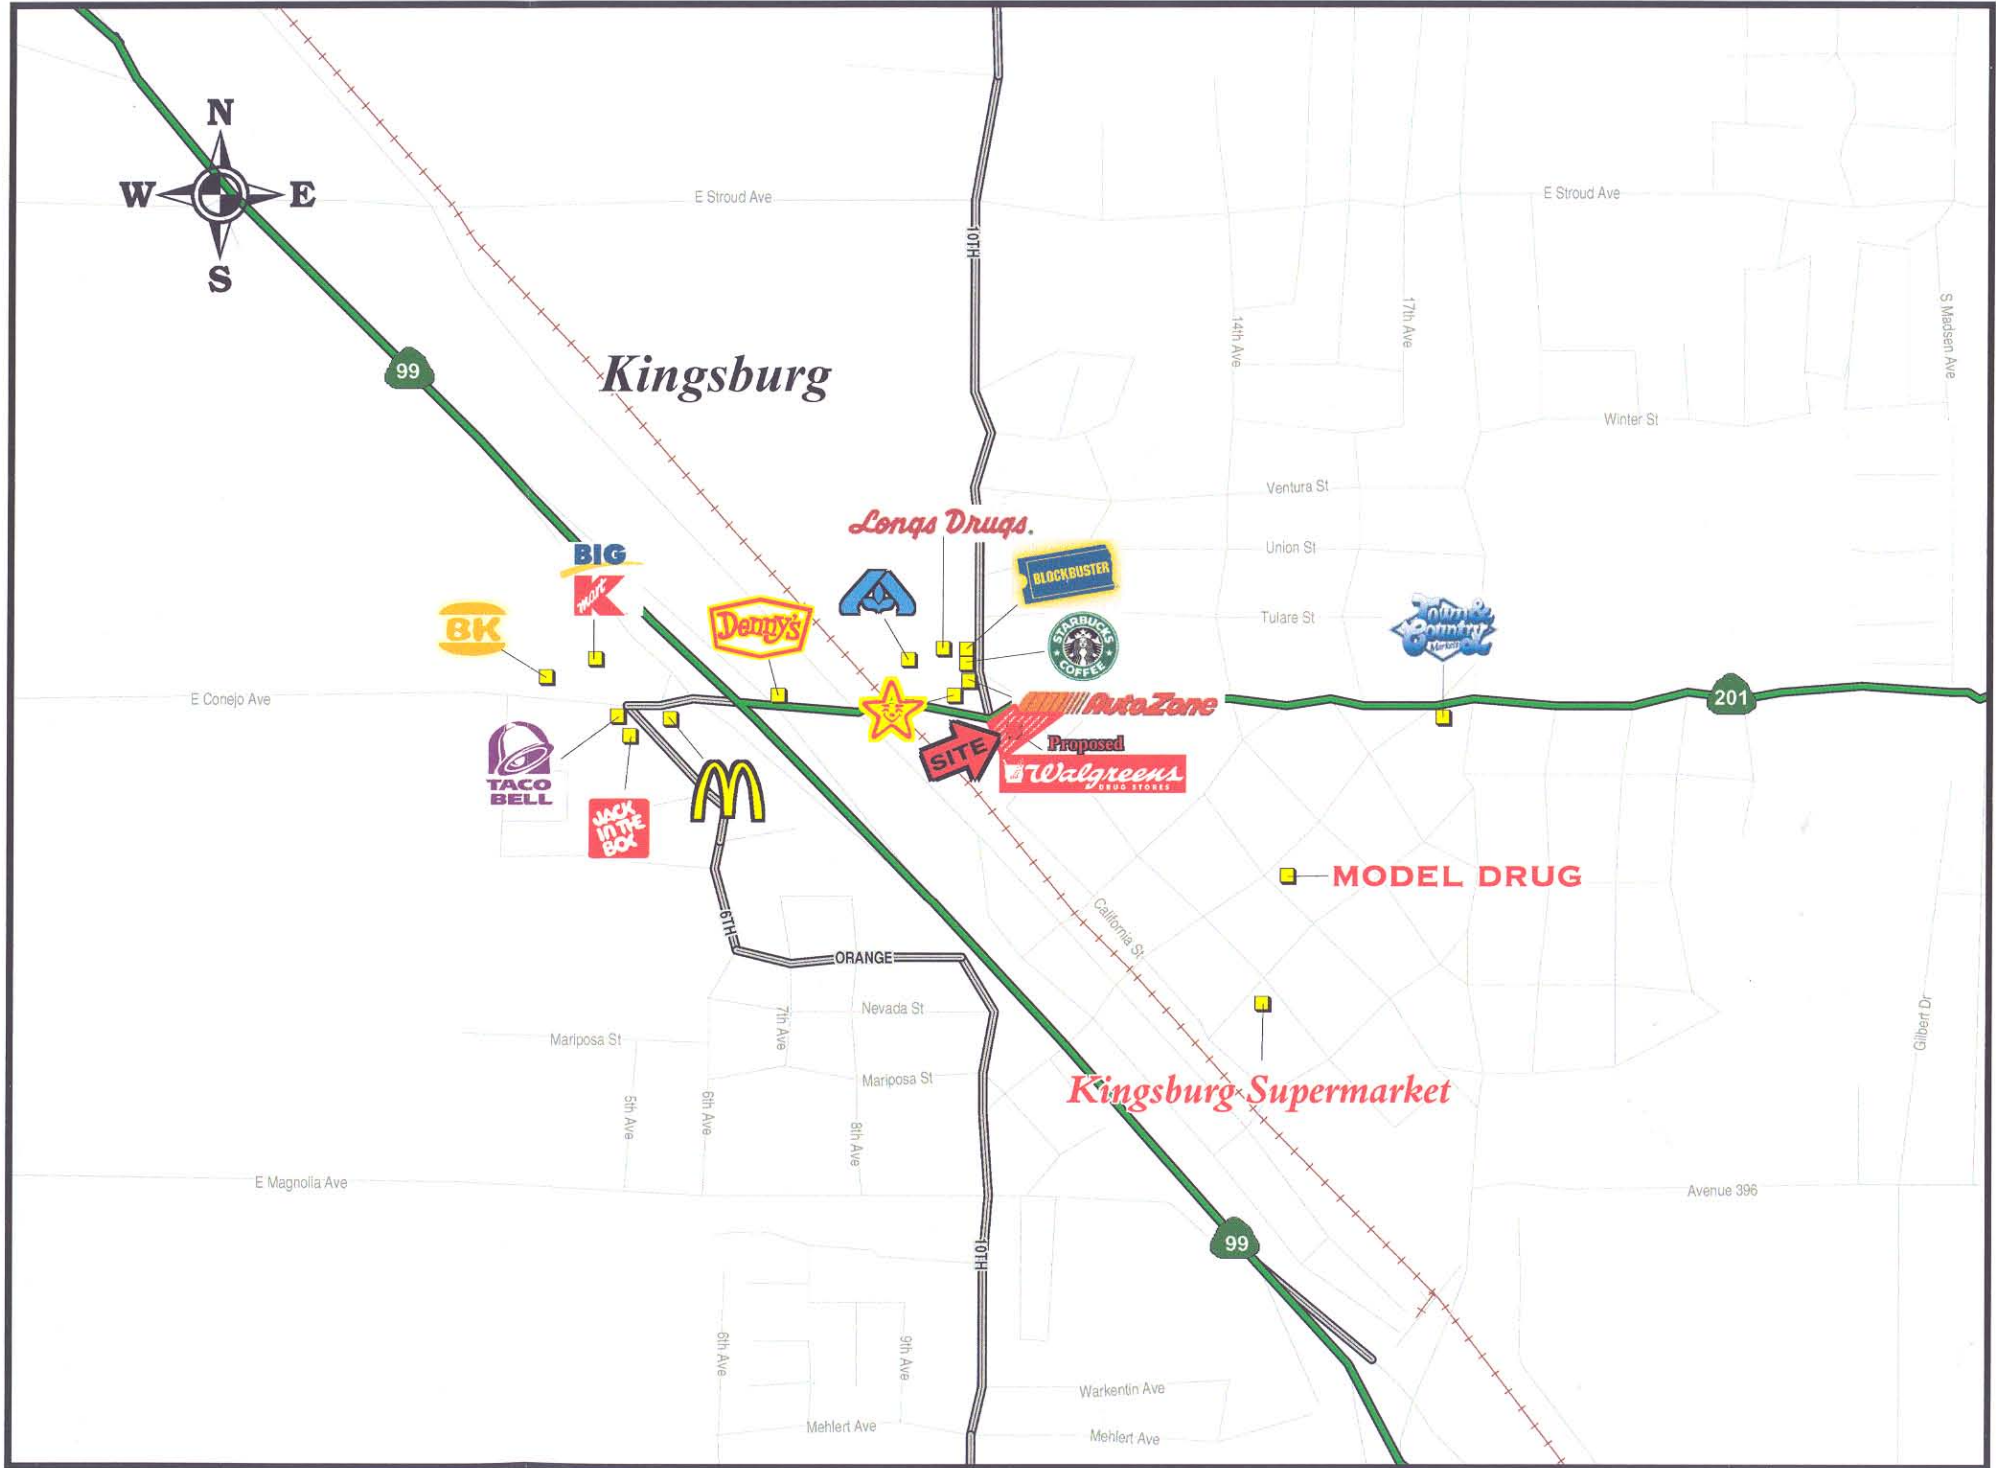 N
W
E
S
E Stroud Ave
E Stroud Ave
10TH
99
Kingsburg
14th Ave
17th Ave
S Madsen Ave
Winter St
Ventura St
Longs Drugs.
Union St
BIG
K
mart
BLOCKBUSTER
BK
Denny's
Tulare St
STARBUCKS
COFFEE
Town &
Country
Markets
E Conejo Ave
AutoZone
201
SITE
Proposed
Walgreens
DRUG STORES
TACO
BELL
JACK
IN THE
BOX
M
MODEL DRUG
6TH
California St
ORANGE
Nevada St
7th Ave
Mariposa St
Mariposa St
Gilbert Dr
Kingsburg Supermarket
5th Ave
6th Ave
8th Ave
E Magnolia Ave
Avenue 396
10TH
99
6th Ave
9th Ave
Warkentin Ave
Mehlert Ave
Mehlert Ave